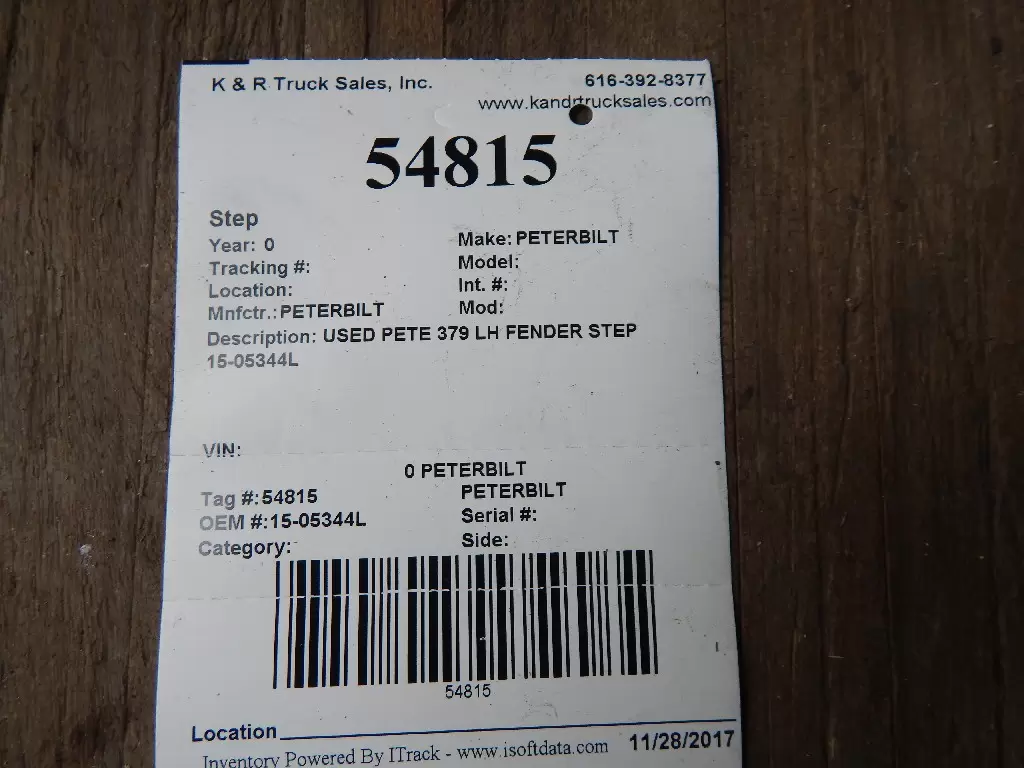 K & R Truck Sales, Inc. 616-392-8377
www.kandrtrucksales.com
54815
Step
Year: 0 Make: PETERBILT
Tracking #: Model:
Location: Int. #:
Mnfctr.: PETERBILT Mod:
Description: USED PETE 379 LH FENDER STEP
15-05344L
VIN:
0 PETERBILT
Tag #:54815 PETERBILT
OEM #:15-05344L Serial #:
Category: Side:
54815
Location
Inventory Powered By ITrack - www.isoftdata.com 11/28/2017